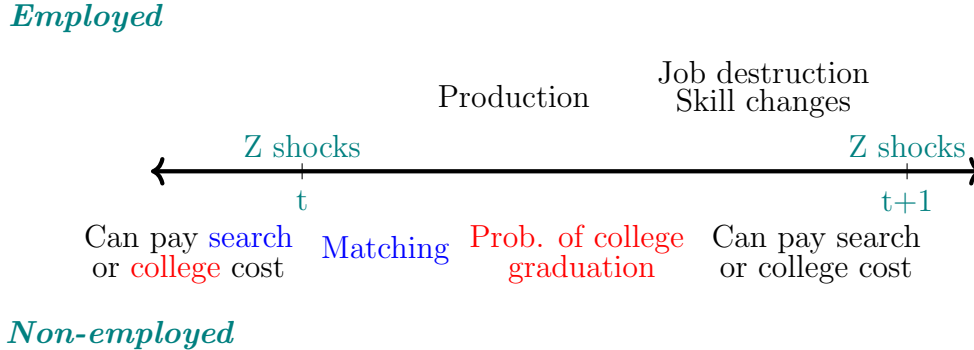 Employed
Job destruction
Production
Skill changes
Z shocks
Z shocks
t
t+1
Can pay search
or college cost
Matching
Prob. of college
graduation
Can pay search
or college cost
Non-employed